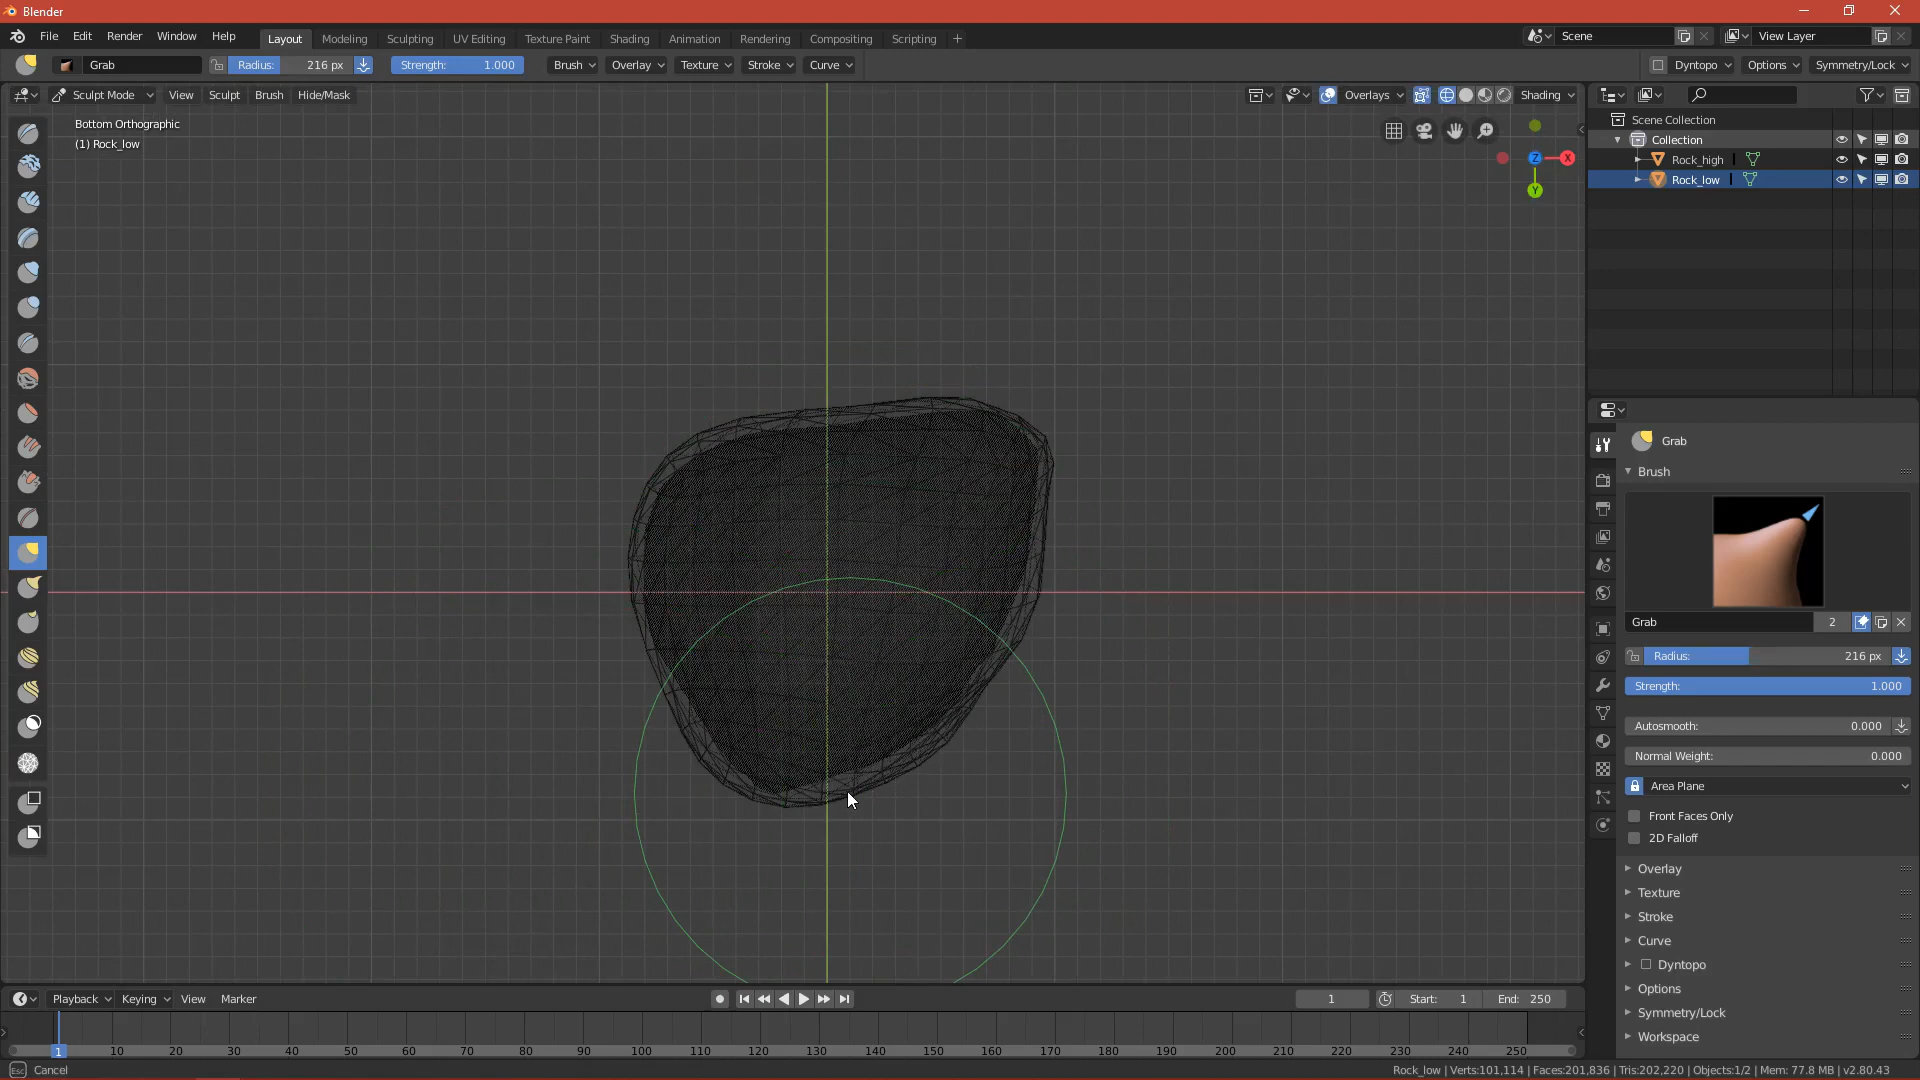 Blender
File Edit Render Window Help Layout Modeling Sculpting UV Editing Texture Paint Shading Animation Rendering Compositing Scripting + Scene View Layer
Grab Radius: 216 px Strength: 1.000 Brush Overlay Texture Stroke Curve Dyntopo Options Symmetry/Lock
Sculpt Mode View Sculpt Brush Hide/Mask Overlays Shading
Bottom Orthographic
(1) Rock_low
Z X
Y
Scene Collection
Collection
Rock_high
Rock_low
Grab
Brush
Grab 2
Radius: 216 px
Strength: 1.000
Autosmooth: 0.000
Normal Weight: 0.000
Area Plane
Front Faces Only
2D Falloff
Overlay
Texture
Stroke
Curve
Dyntopo
Options
Symmetry/Lock
Workspace
Playback Keying View Marker 1 Start: 1 End: 250
1 10 20 30 40 50 60 70 80 90 100 110 120 130 140 150 160 170 180 190 200 210 220 230 240 250
Esc Cancel Rock_low | Verts:101,114 | Faces:201,836 | Tris:202,220 | Objects:1/2 | Mem: 77.8 MB | v2.80.43